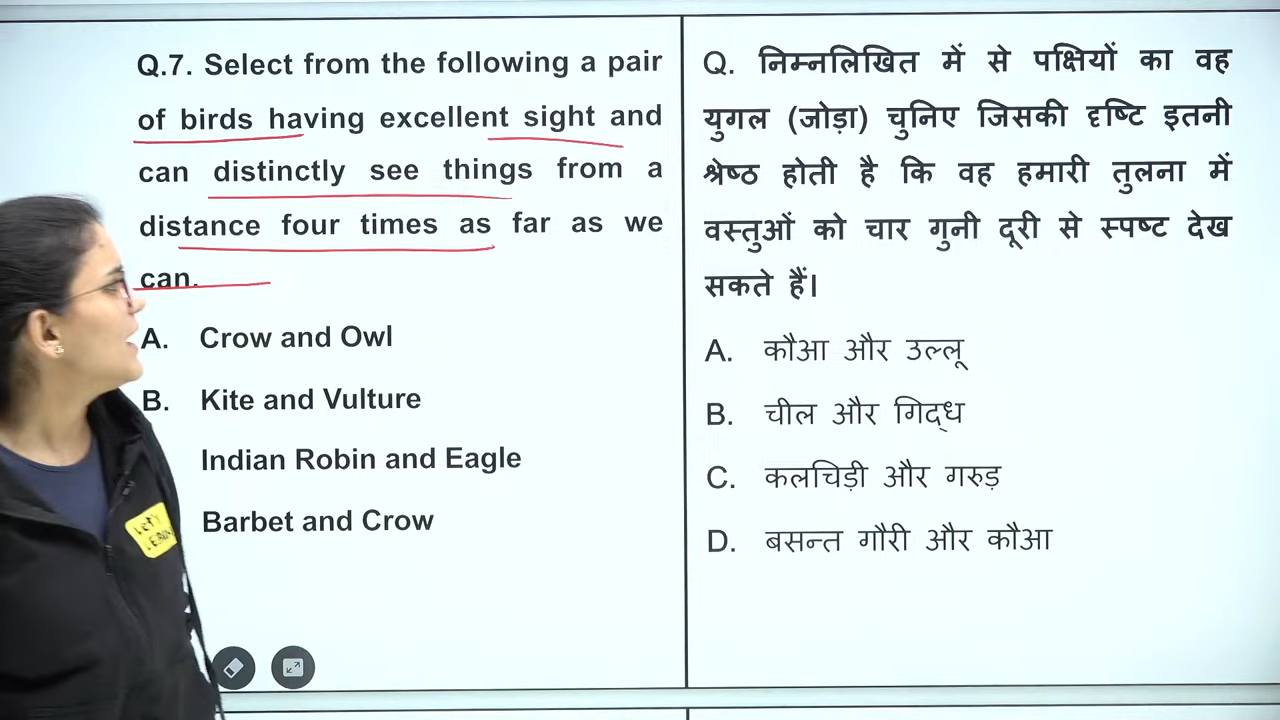 Q.7. Select from the following a pair
of birds having excellent sight and
can distinctly see things from a
distance four times as far as we
can.
A. Crow and Owl
B. Kite and Vulture
Indian Robin and Eagle
Barbet and Crow
Q. निम्नलिखित में से पक्षियों का वह
युगल (जोड़ा) चुनिए जिसकी दृष्टि इतनी
श्रेष्ठ होती है कि वह हमारी तुलना में
वस्तुओं को चार गुनी दूरी से स्पष्ट देख
सकते हैं।
A. कौआ और उल्लू
B. चील और गिद्ध
C. कलचिड़ी और गरुड़
D. बसन्त गौरी और कौआ
Let's
LEARN